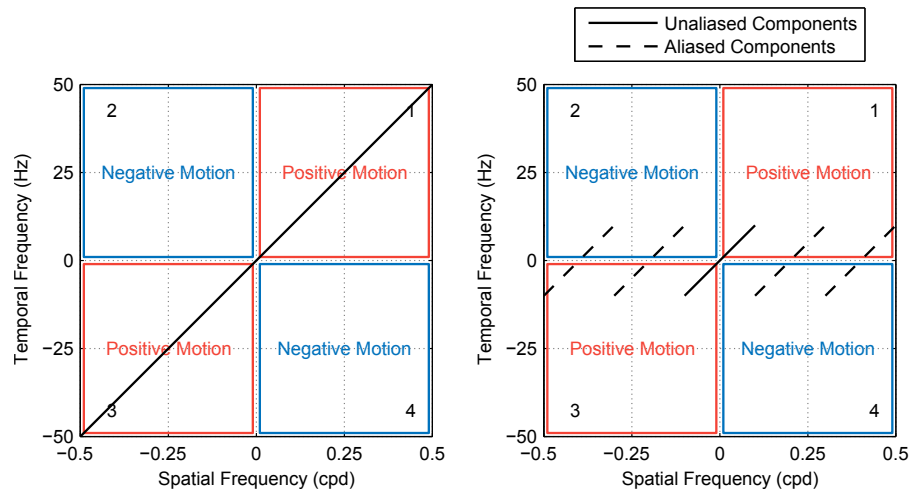 Unaliased Components
Aliased Components
50
25
0
−25
−50
Temporal Frequency (Hz)
2
1
Negative Motion
Positive Motion
Positive Motion
Negative Motion
3
4
−0.5
−0.25
0
0.25
0.5
Spatial Frequency (cpd)
50
25
0
−25
−50
Temporal Frequency (Hz)
2
1
Negative Motion
Positive Motion
Positive Motion
Negative Motion
3
4
−0.5
−0.25
0
0.25
0.5
Spatial Frequency (cpd)